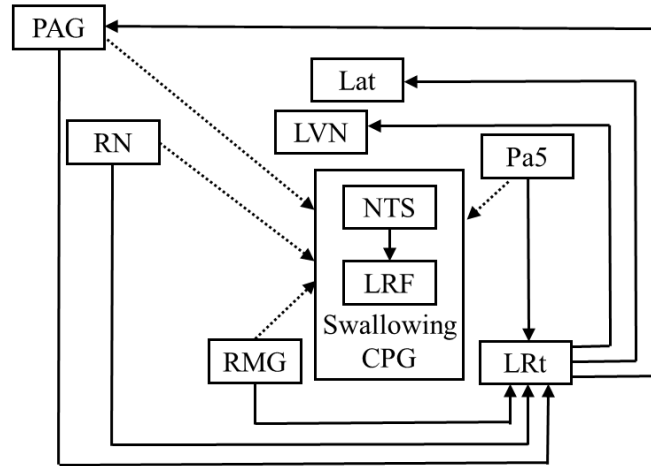 PAG
Lat
LVN
RN
Pa5
NTS
LRF
Swallowing
CPG
RMG
LRt